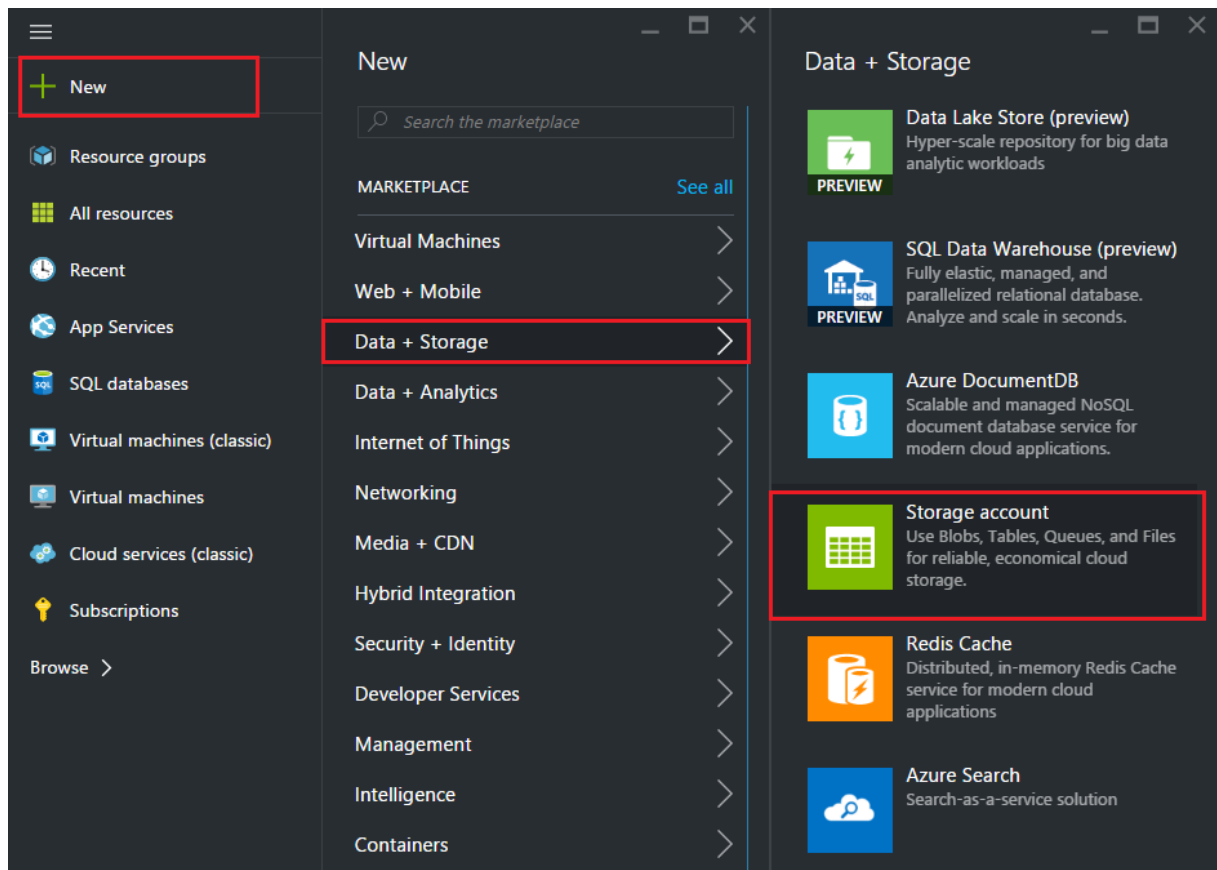 New
Resource groups
All resources
Recent
App Services
SQL databases
Virtual machines (classic)
Virtual machines
Cloud services (classic)
Subscriptions
Browse
New
Search the marketplace
MARKETPLACE See all
Virtual Machines
Web + Mobile
Data + Storage
Data + Analytics
Internet of Things
Networking
Media + CDN
Hybrid Integration
Security + Identity
Developer Services
Management
Intelligence
Containers
Data + Storage
PREVIEW
Data Lake Store (preview)
Hyper-scale repository for big data
analytic workloads
SQL
PREVIEW
SQL Data Warehouse (preview)
Fully elastic, managed, and
parallelized relational database.
Analyze and scale in seconds.
Azure DocumentDB
Scalable and managed NoSQL
document database service for
modern cloud applications.
Storage account
Use Blobs, Tables, Queues, and Files
for reliable, economical cloud
storage.
Redis Cache
Distributed, in-memory Redis Cache
service for modern cloud
applications
Azure Search
Search-as-a-service solution